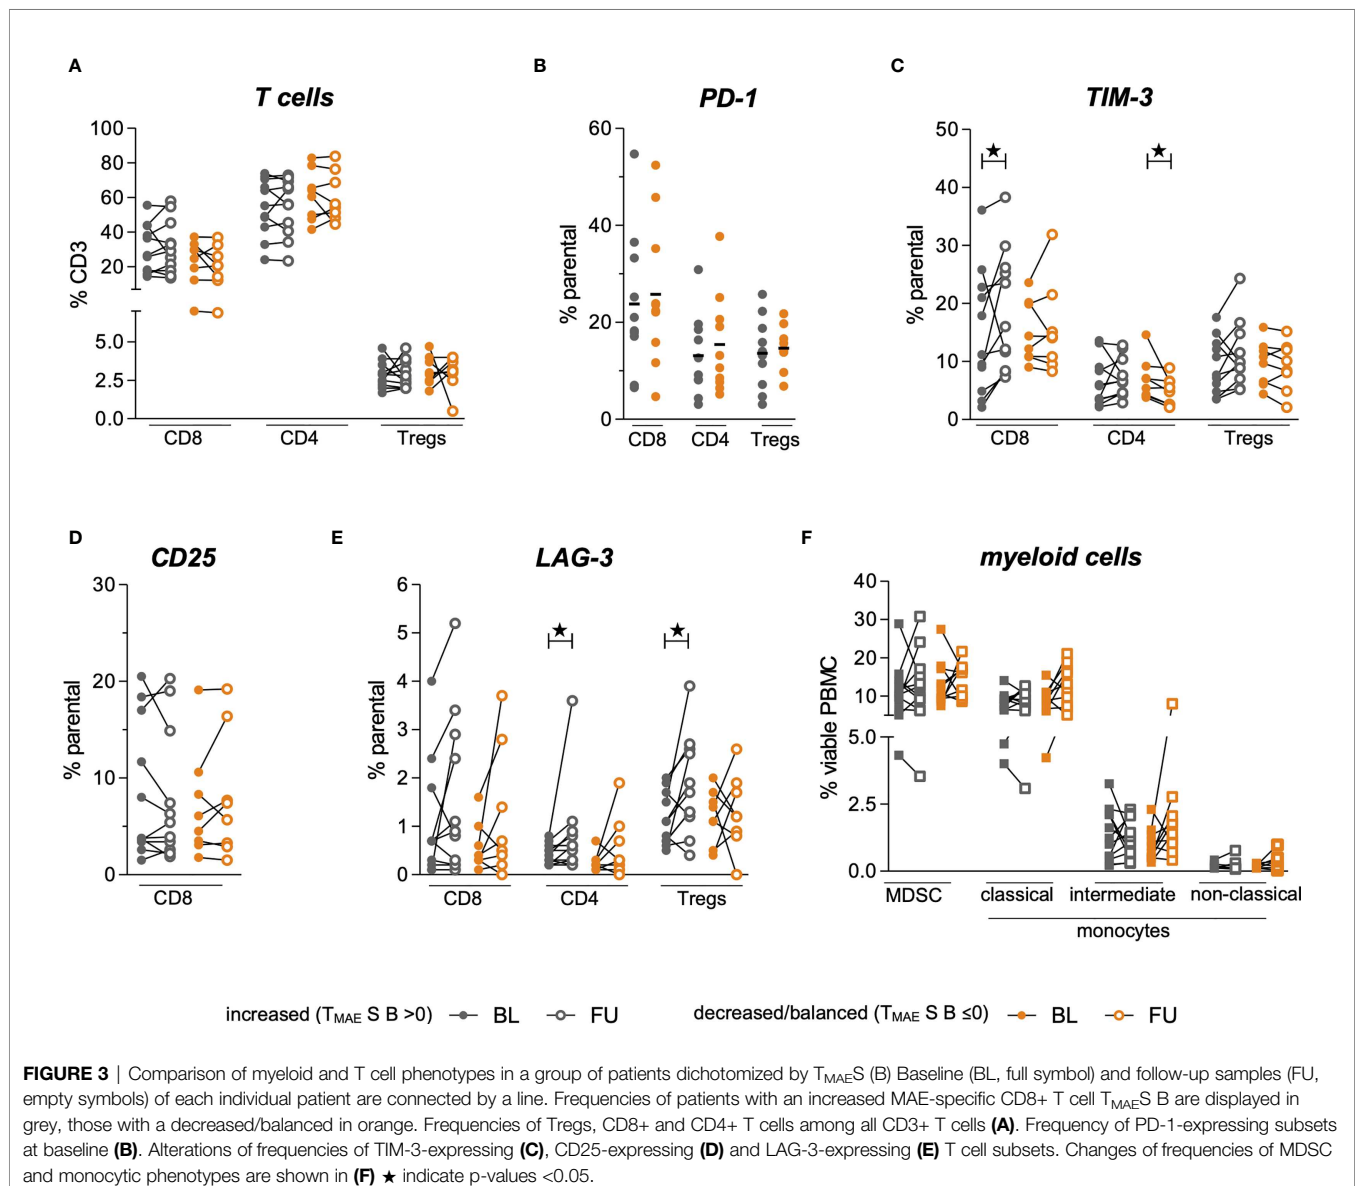 A
T cells
100
80
60
40
20
5.0
2.5
0.0
% CD3
CD8
CD4
Tregs
B
PD-1
60
40
20
0
% parental
CD8
CD4
Tregs
C
TIM-3
50
40
30
20
10
0
% parental
★
★
CD8
CD4
Tregs
D
CD25
30
20
10
0
% parental
CD8
E
LAG-3
6
5
4
3
2
1
0
% parental
★
★
CD8
CD4
Tregs
F
myeloid cells
40
30
20
10
5.0
2.5
0.0
% viable PBMC
MDSC
classical
intermediate
non-classical
monocytes
increased (TMAE S B >0) BL FU
decreased/balanced (TMAE S B ≤0) BL FU
FIGURE 3 | Comparison of myeloid and T cell phenotypes in a group of patients dichotomized by TMAES (B) Baseline (BL, full symbol) and follow-up samples (FU,
empty symbols) of each individual patient are connected by a line. Frequencies of patients with an increased MAE-specific CD8+ T cell TMAES B are displayed in
grey, those with a decreased/balanced in orange. Frequencies of Tregs, CD8+ and CD4+ T cells among all CD3+ T cells (A). Frequency of PD-1-expressing subsets
at baseline (B). Alterations of frequencies of TIM-3-expressing (C), CD25-expressing (D) and LAG-3-expressing (E) T cell subsets. Changes of frequencies of MDSC
and monocytic phenotypes are shown in (F) ★ indicate p-values <0.05.